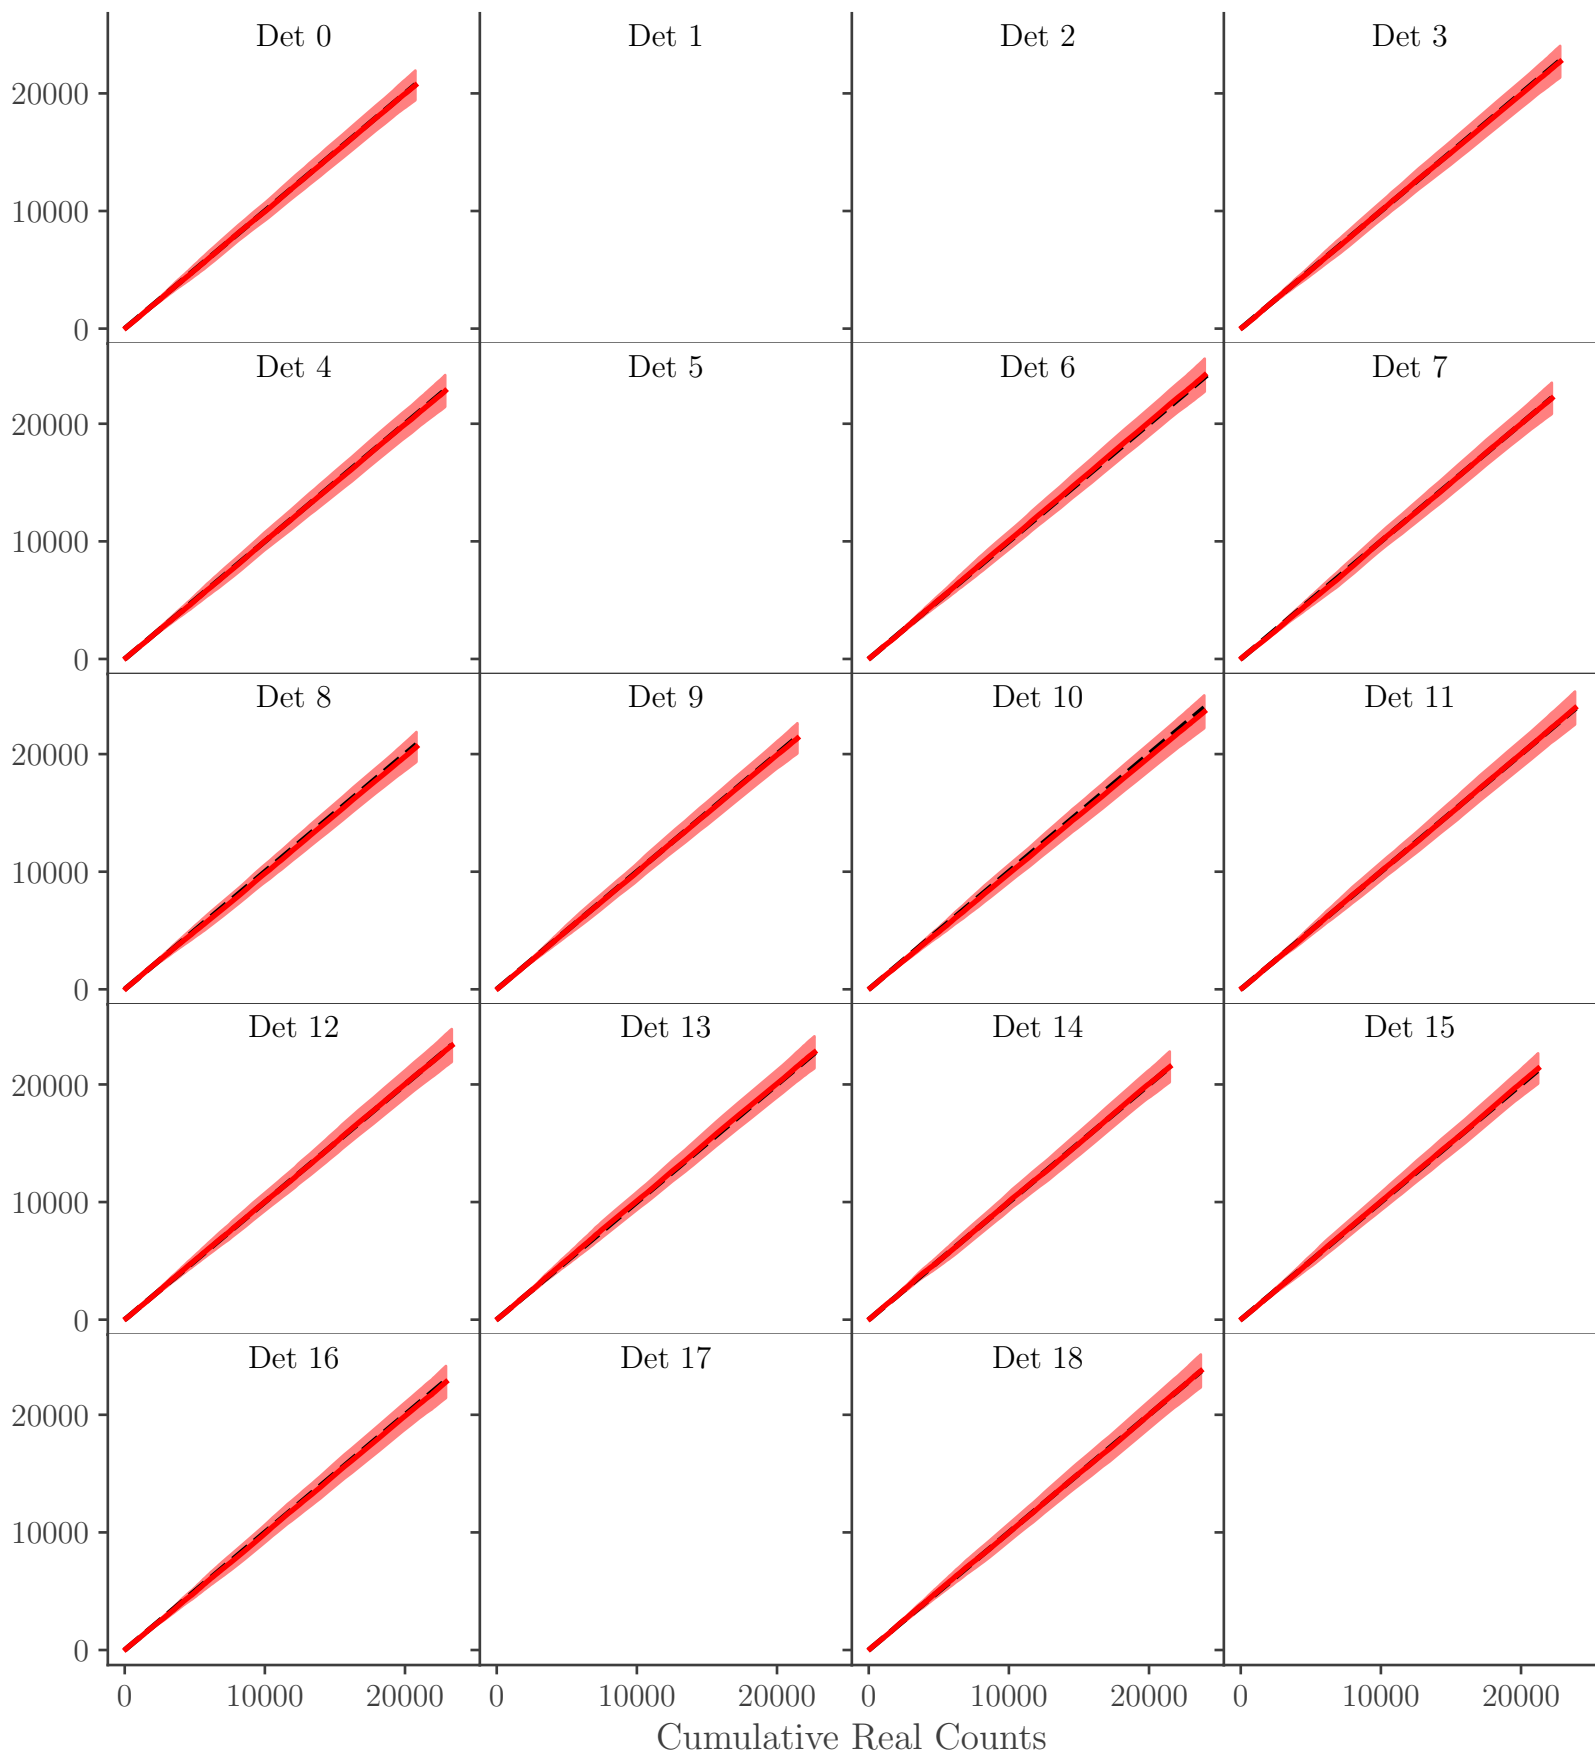 Det 0 Det 1 Det 2 Det 3
20000
10000
0
Det 4 Det 5 Det 6 Det 7
20000
10000
0
Det 8 Det 9 Det 10 Det 11
20000
10000
0
Det 12 Det 13 Det 14 Det 15
20000
10000
0
Det 16 Det 17 Det 18
20000
10000
0
0 10000 20000 0 10000 20000 0 10000 20000 0 10000 20000
Cumulative Real Counts